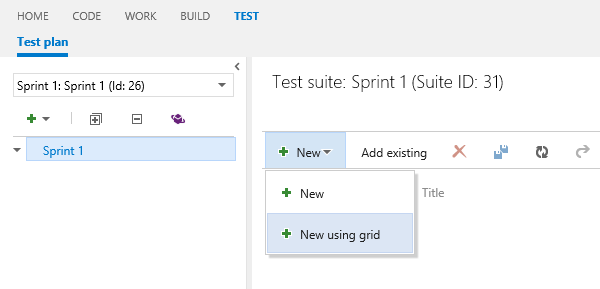 HOME CODE WORK BUILD TEST
Test plan
Sprint 1: Sprint 1 (Id: 26)
Sprint 1
Test suite: Sprint 1 (Suite ID: 31)
New Add existing
New
Title
New using grid